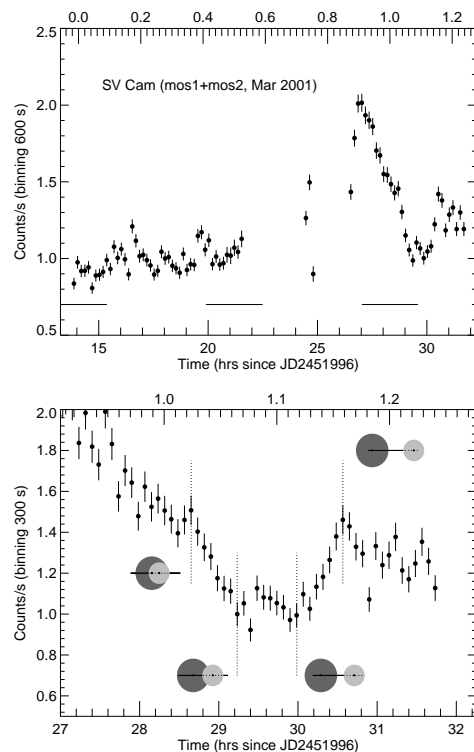 0.0 0.2 0.4 0.6 0.8 1.0 1.2
2.5
SV Cam (mos1+mos2, Mar 2001)
2.0
1.5
1.0
0.5
Counts/s (binning 600 s)
15 20 25 30
Time (hrs since JD2451996)
1.0 1.1 1.2
2.0
1.8
1.6
1.4
1.2
1.0
0.8
0.6
Counts/s (binning 300 s)
27 28 29 30 31 32
Time (hrs since JD2451996)